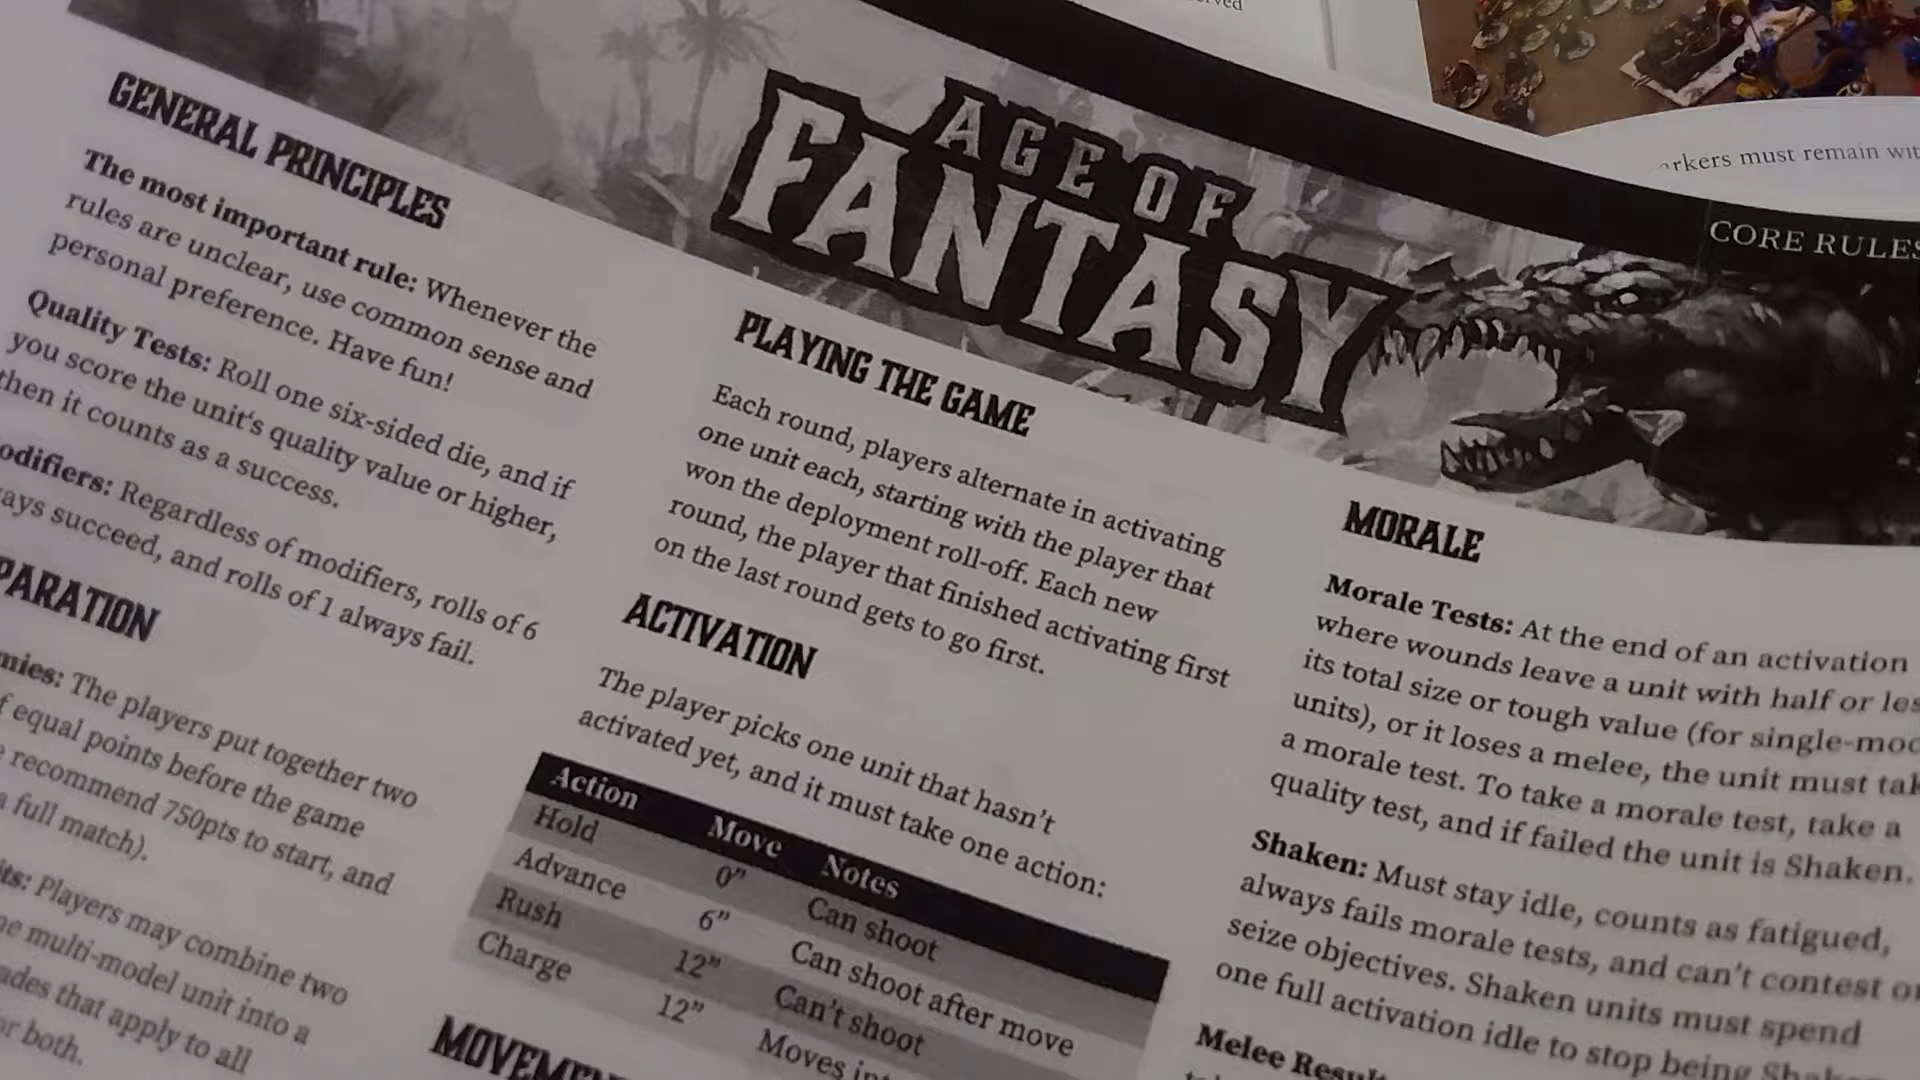 AGE OF
FANTASY
CORE RULES
must remain
GENERAL PRINCIPLES
The most important rule: Whenever the
rules are unclear, use common sense and
personal preference. Have fun!
Quality Tests: Roll one six-sided die, and if
you score the unit's quality value or higher,
then it counts as a success.
Regardless of modifiers, rolls of 6
succeed, and rolls of 1 always fail.
The players put together two
equal points before the game
recommend 750pts to start, and
full match).
Players may combine two
multi-model unit into a
that apply to all
both.
PLAYING THE GAME
Each round, players alternate in activating
one unit each, starting with the player that
won the deployment roll-off. Each new
round, the player that finished activating first
on the last round gets to go first.
ACTIVATION
The player picks one unit that hasn't
activated yet, and it must take one action:
Action Move Notes
Hold 0" Can shoot
Advance 6" Can shoot after move
Rush 12" Can't shoot
Charge 12" Moves
MORALE
Morale Tests: At the end of an activation
where wounds leave a unit with half or
its total size or tough value (for
units), or it loses a melee, the unit must
a morale test. To take a morale test, take a
quality test, and if failed the unit is Shaken.
Shaken: Must stay idle, counts as fatigued,
always fails morale tests, and can't contest
seize objectives. Shaken units must spend
one full activation idle to stop being
Melee